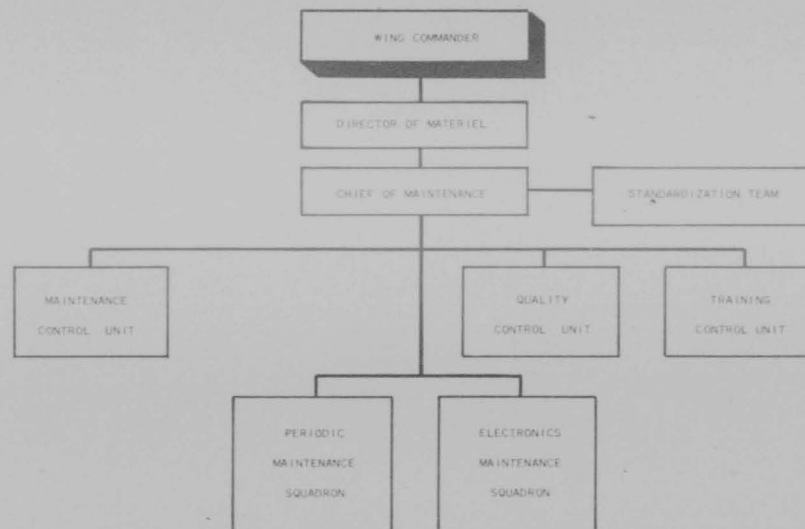 WING COMMANDER
DIRECTOR OF MATERIEL
CHIEF OF MAINTENANCE
STANDARDIZATION TEAM
MAINTENANCE
CONTROL UNIT
QUALITY
CONTROL UNIT
TRAINING
CONTROL UNIT
PERIODIC
MAINTENANCE
SQUADRON
ELECTRONICS
MAINTENANCE
SQUADRON